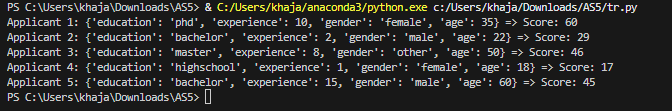 PS C:\Users\khaja\Downloads\AS5> & C:/Users/khaja/anaconda3/python.exe c:/Users/khaja/Downloads/AS5/tr.py
Applicant 1: {'education': 'phd', 'experience': 10, 'gender': 'female', 'age': 35} => Score: 60
Applicant 2: {'education': 'bachelor', 'experience': 2, 'gender': 'male', 'age': 22} => Score: 29
Applicant 3: {'education': 'master', 'experience': 8, 'gender': 'other', 'age': 50} => Score: 46
Applicant 4: {'education': 'highschool', 'experience': 1, 'gender': 'female', 'age': 18} => Score: 17
Applicant 5: {'education': 'bachelor', 'experience': 15, 'gender': 'male', 'age': 60} => Score: 45
PS C:\Users\khaja\Downloads\AS5>